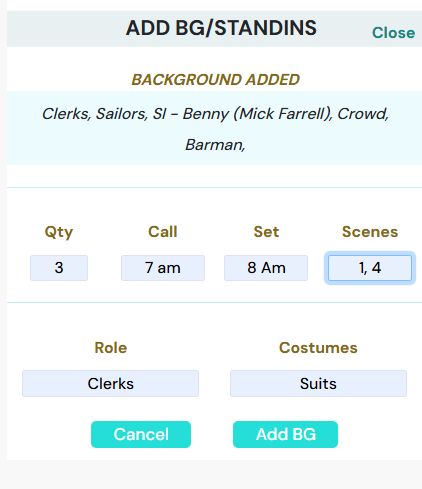 ADD BG/STANDINS
Close
BACKGROUND ADDED
Clerks, Sailors, SI - Benny (Mick Farrell), Crowd,
Barman,
Qty Call Set Scenes
3 7 am 8 Am 1, 4
Role Costumes
Clerks Suits
Cancel Add BG